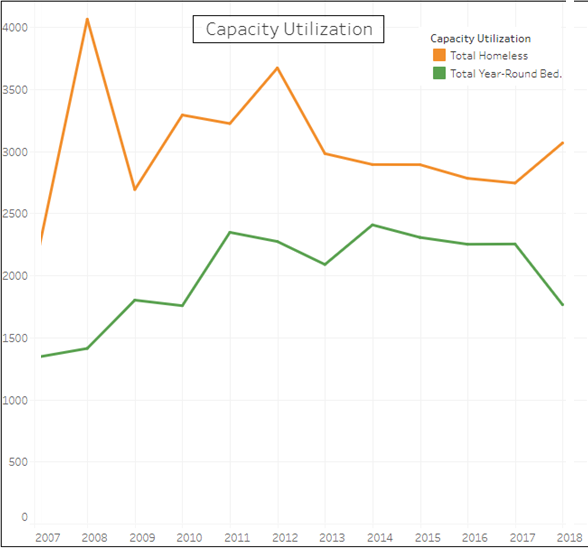 Capacity Utilization
Capacity Utilization
Total Homeless
Total Year-Round Bed.
4000
3500
3000
2500
2000
1500
1000
500
0
2007 2008 2009 2010 2011 2012 2013 2014 2015 2016 2017 2018